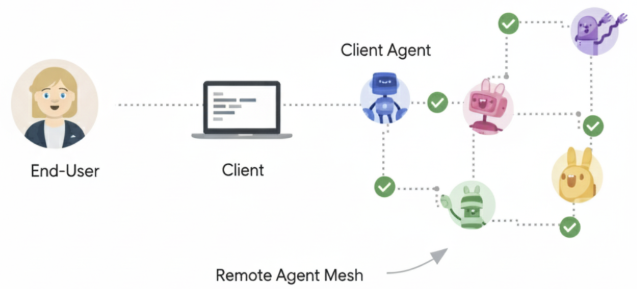 Client Agent
End-User
Client
Remote Agent Mesh